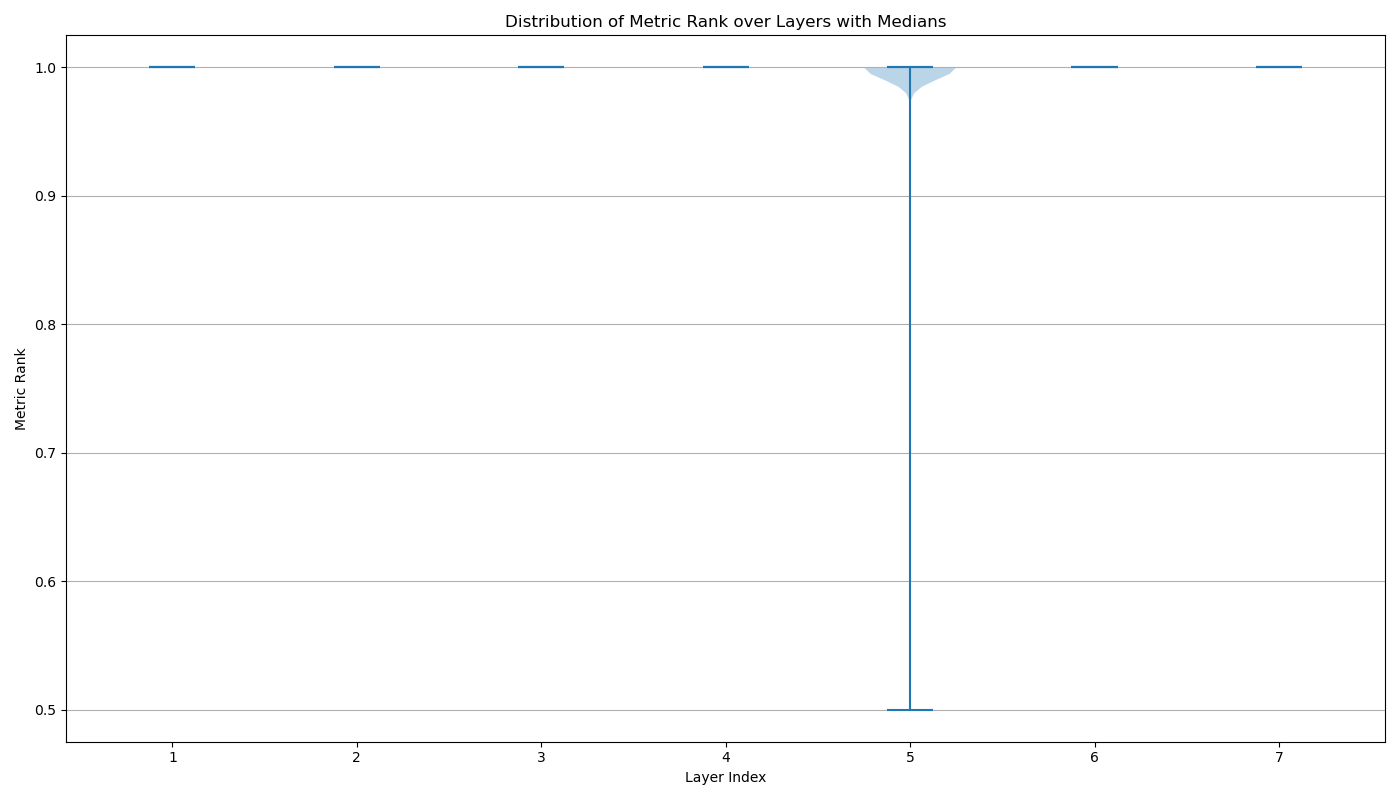 Distribution of Metric Rank over Layers with Medians
Metric Rank
1.0
0.9
0.8
0.7
0.6
0.5
1 2 3 4 5 6 7
Layer Index